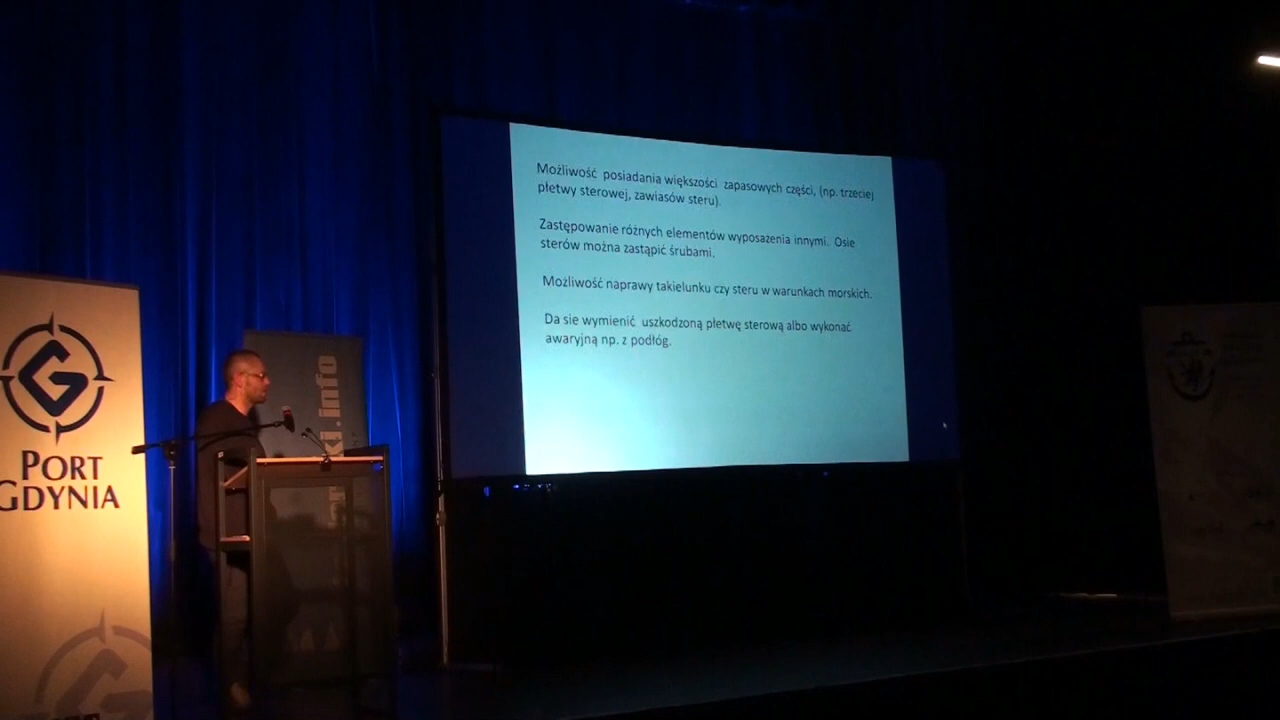 Możliwość posiadania większości zapasowych części, (np. trzeciej
płetwy sterowej, zawiasów steru).
Zastępowanie różnych elementów wyposażenia innymi. Osie
sterów można zastąpić śrubami.
Możliwość naprawy takielunku czy steru w warunkach morskich.
Da sie wymienić uszkodzoną płetwę sterową albo wykonać
awaryjną np. z podłóg.
G
PORT
GDYNIA
.info